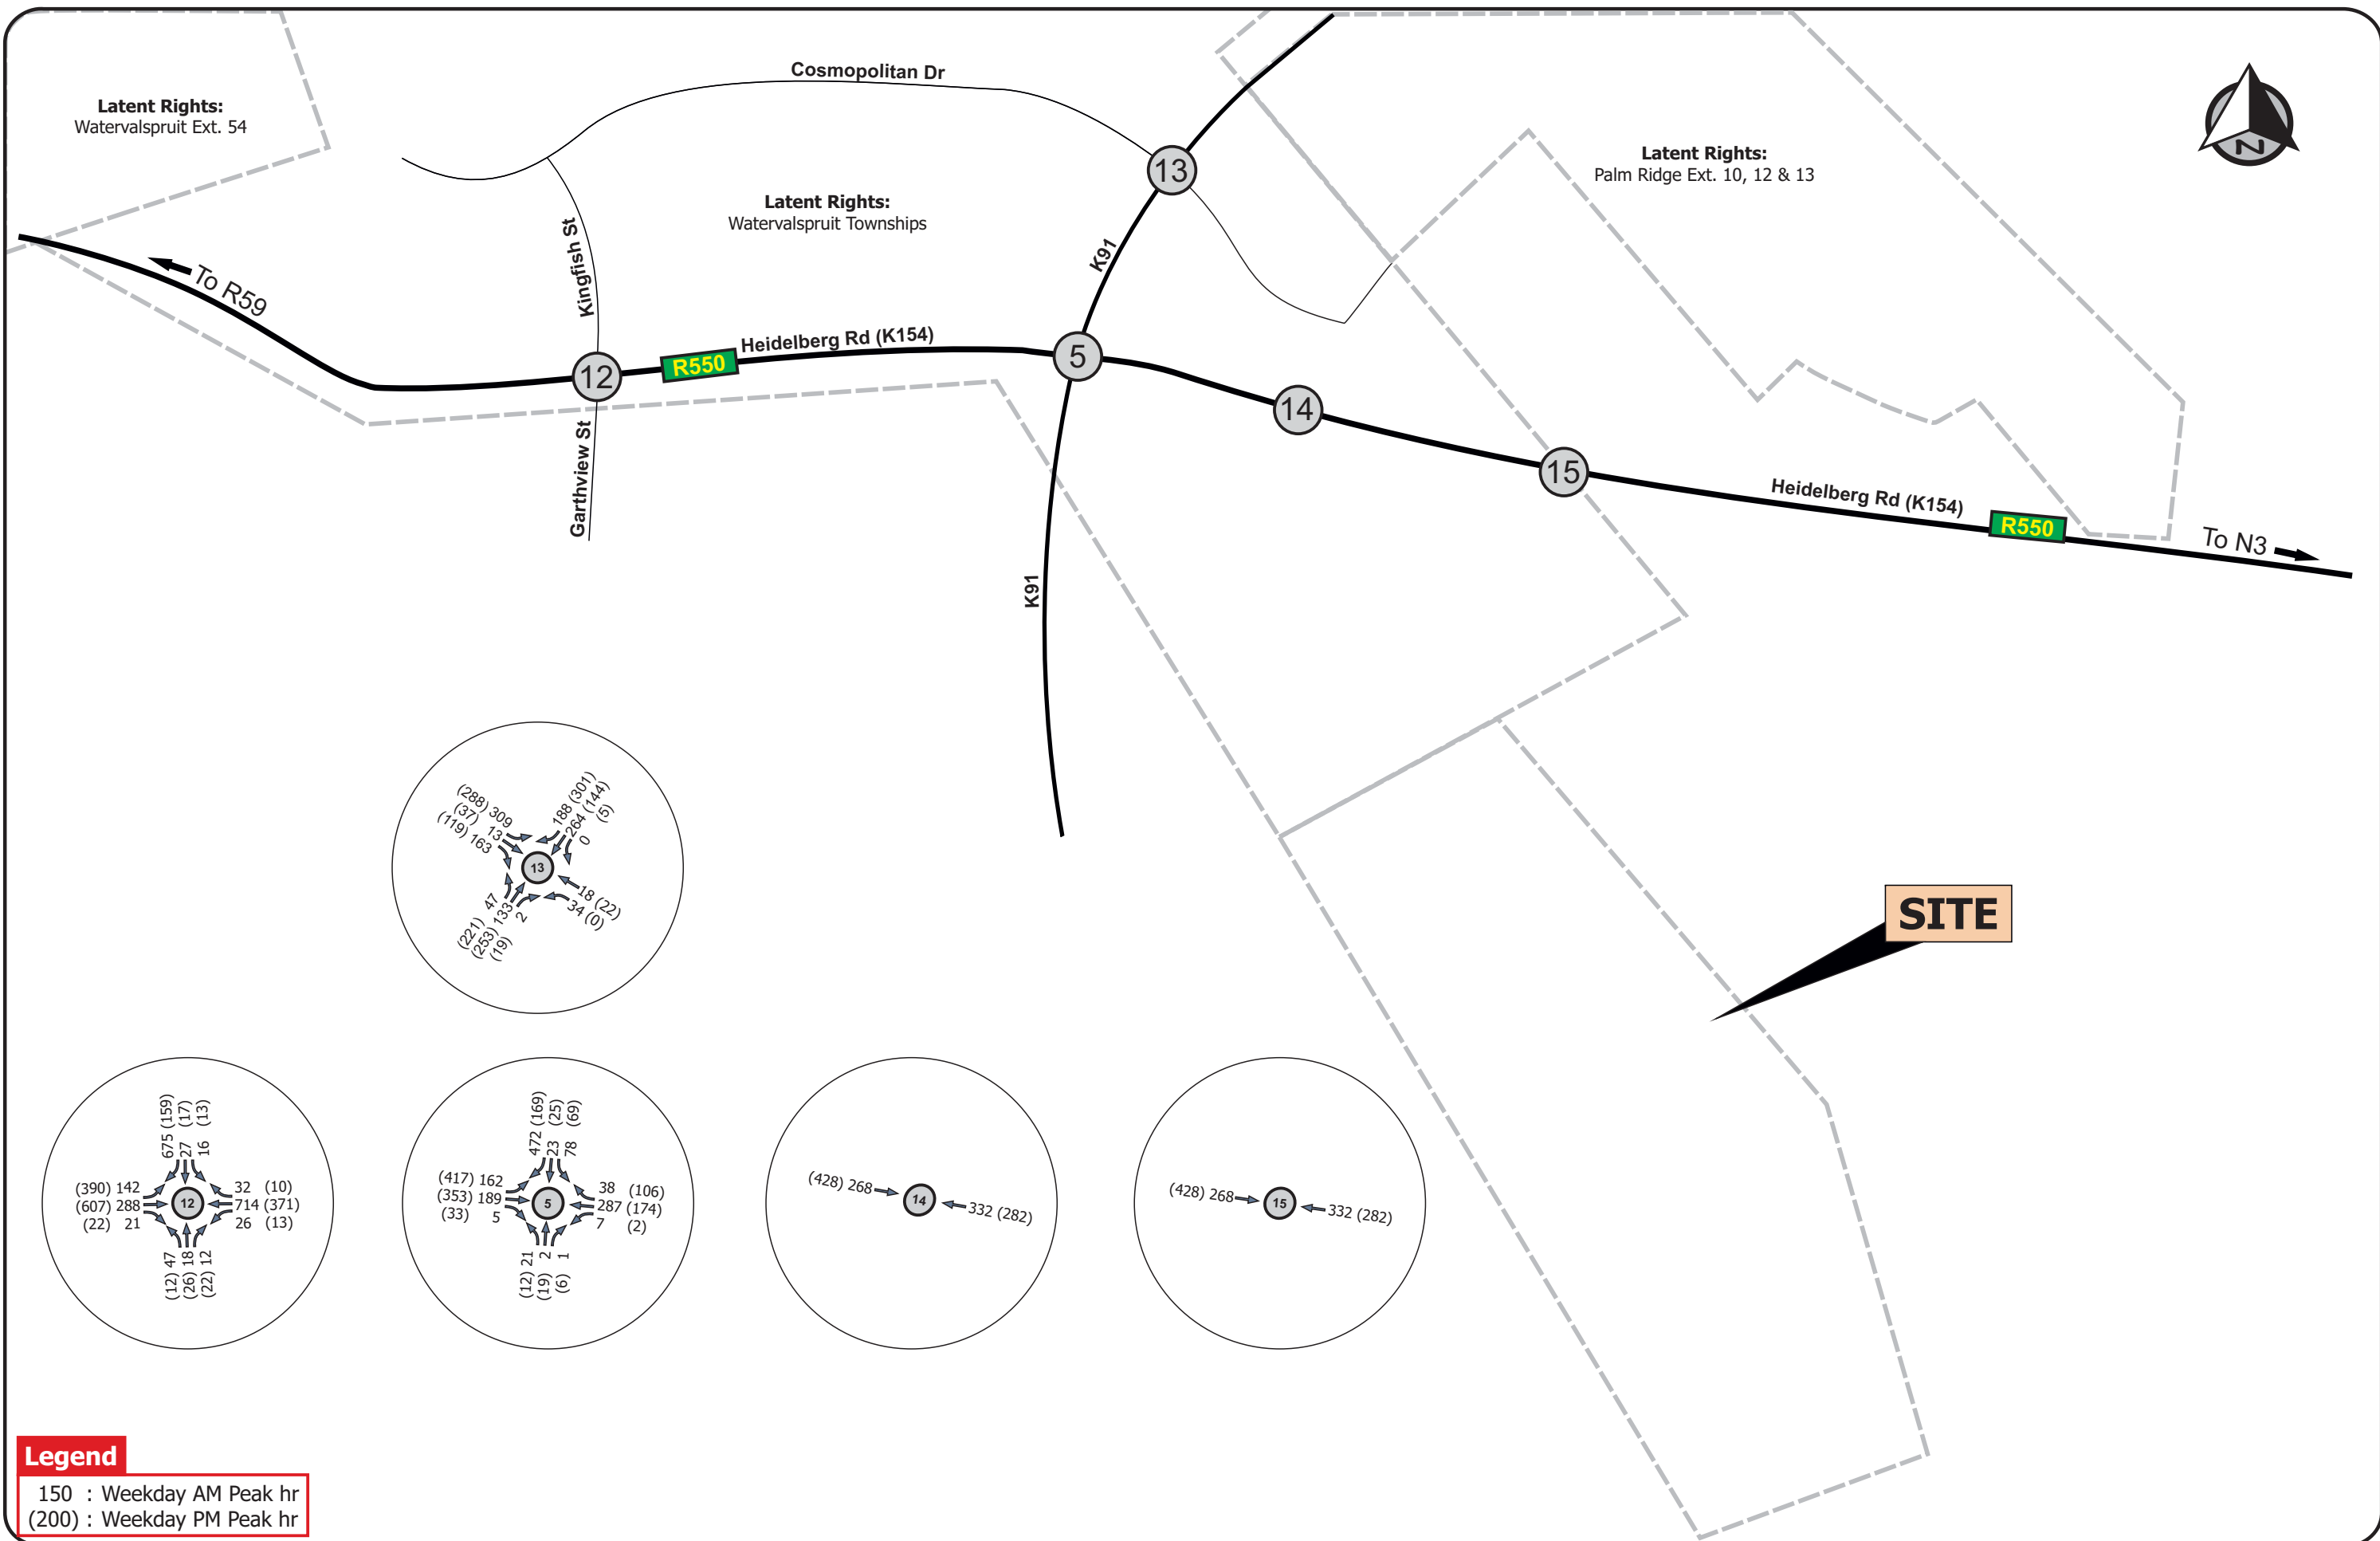 Cosmopolitan Dr
Latent Rights:
Watervalspruit Ext. 54
Latent Rights:
Palm Ridge Ext. 10, 12 & 13
N
13
Latent Rights:
Watervalspruit Townships
Kingfish St
K91
To R59
Heidelberg Rd (K154)
R550
12
5
14
15
Garthview St
Heidelberg Rd (K154)
R550
To N3
K91
SITE
(288) 309
(37) 13
(119) 163
188 (301)
264 (144)
0 (5)
13
18 (22)
34 (0)
(221) 47
(253) 133
(19) 2
675 (159)
27 (17)
16 (13)
(390) 142
(607) 288
(22) 21
12
32 (10)
714 (371)
26 (13)
(12) 47
(26) 18
(22) 12
472 (169)
23 (25)
78 (69)
(417) 162
(353) 189
(33) 5
5
38 (106)
287 (174)
7 (2)
(12) 21
(19) 2
(6) 1
(428) 268
14
332 (282)
(428) 268
15
332 (282)
Legend
150 : Weekday AM Peak hr
(200) : Weekday PM Peak hr